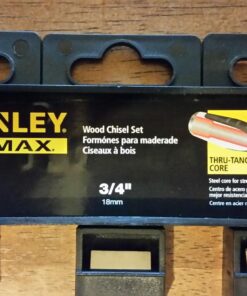 NLEY
MAX
Wood Chisel Set
Formónes para maderade
Ciseaux à bois
3/4"
18mm
THRU-TANG
CORE
Steel core for stee
Centro de acero p
mejor resistencia
Centre en acier r